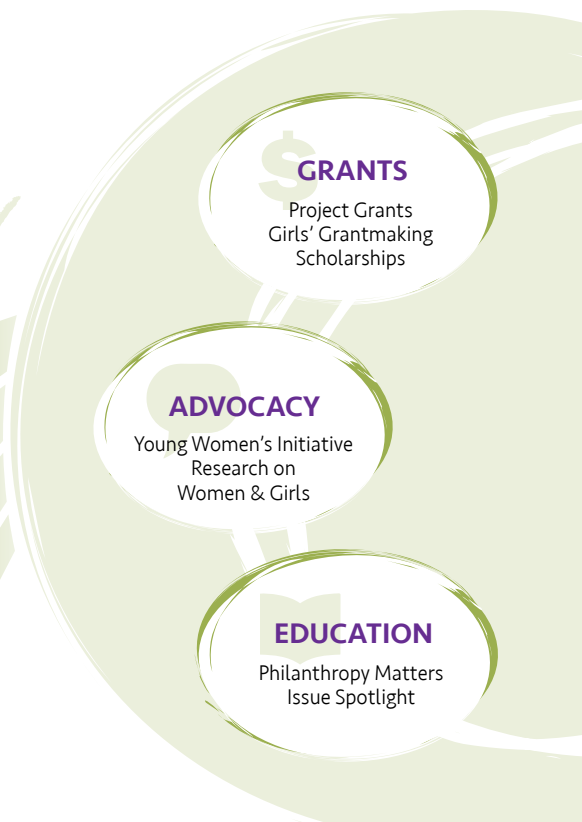 GRANTS
Project Grants
Girls’ Grantmaking
Scholarships
ADVOCACY
Young Women’s Initiative
Research on
Women & Girls
EDUCATION
Philanthropy Matters
Issue Spotlight